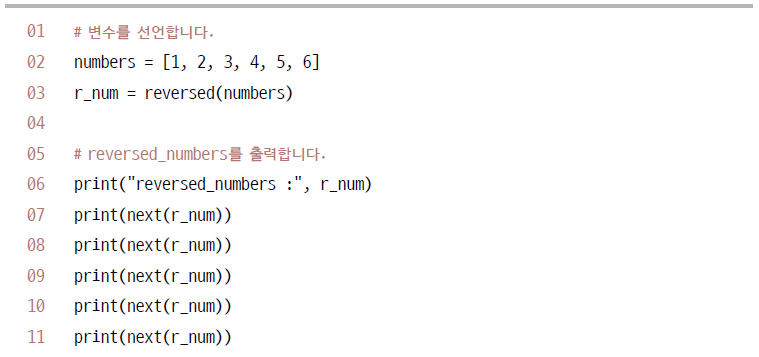 01 # 변수를 선언합니다.
02 numbers = [1, 2, 3, 4, 5, 6]
03 r_num = reversed(numbers)
04
05 # reversed_numbers를 출력합니다.
06 print("reversed_numbers :", r_num)
07 print(next(r_num))
08 print(next(r_num))
09 print(next(r_num))
10 print(next(r_num))
11 print(next(r_num))